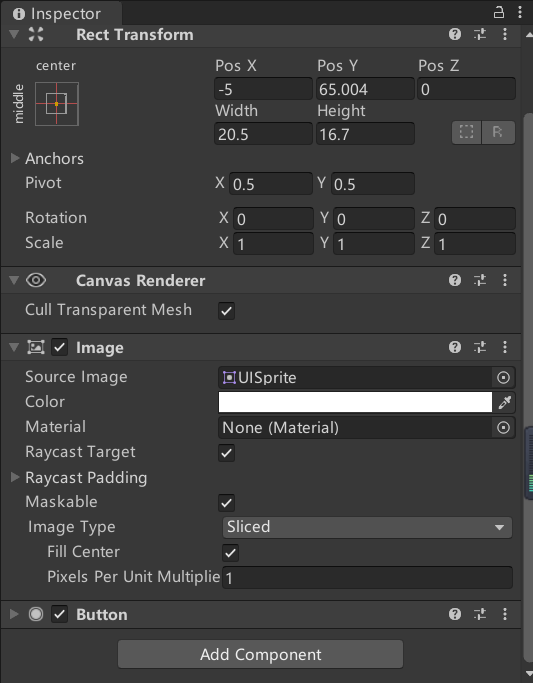 Inspector
Rect Transform
center
middle
Pos X Pos Y Pos Z
-5 65.004 0
Width Height
20.5 16.7
R
Anchors
Pivot X 0.5 Y 0.5
Rotation X 0 Y 0 Z 0
Scale X 1 Y 1 Z 1
Canvas Renderer
Cull Transparent Mesh
Image
Source Image UISprite
Color
Material None (Material)
Raycast Target
Raycast Padding
Maskable
Image Type Sliced
Fill Center
Pixels Per Unit Multiplie 1
Button
Add Component